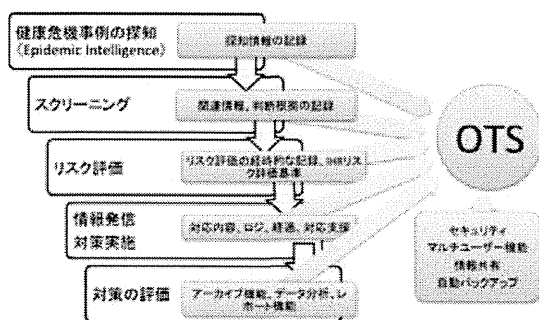 健康危機事例の探知
(Epidemic Intelligence)
探知情報の記録
スクリーニング
関連情報、判断根拠の記録
リスク評価
リスク評価の経時的な記録、IHRリス
ク評価基準
情報発信
対策実施
対応内容、ロジ、経過、対応支援
対策の評価
アーカイブ機能、データ分析、レ
ポート機能
OTS
セキュリティ
マルチユーザー機能
情報共有
自動バックアップ